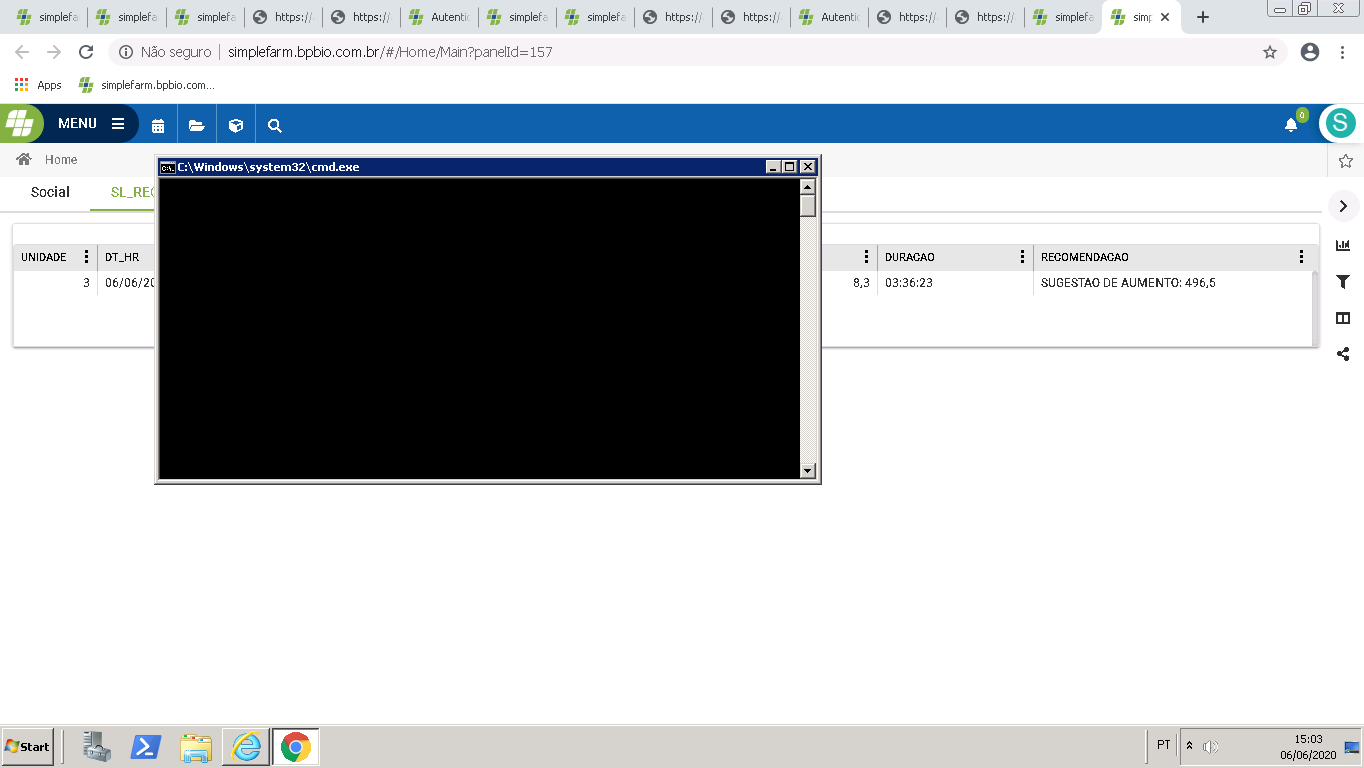 simplefa simplefa simplefa https:// https:// Autentic simplefa simplefa https:// https:// Autentic https:// https:// simplefa simp
Não seguro simplefarm.bpbio.com.br/#/Home/Main?panelId=157
Apps simplefarm.bpbio.com...
MENU 0 S
Home
C:\Windows\system32\cmd.exe
Social SL_REC
UNIDADE DT_HR DURACAO RECOMENDACAO
3 06/06/20 8,3 03:36:23 SUGESTAO DE AUMENTO: 496,5
Start PT 15:03
06/06/2020